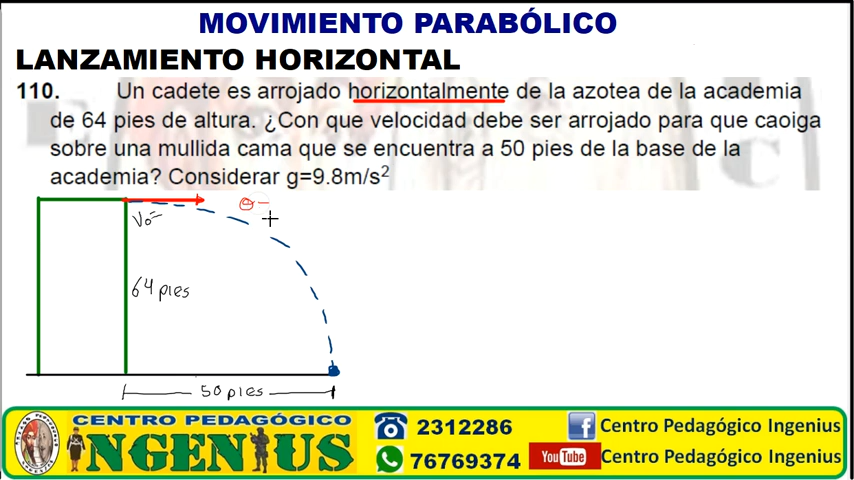 MOVIMIENTO PARABÓLICO
LANZAMIENTO HORIZONTAL
110. Un cadete es arrojado horizontalmente de la azotea de la academia
de 64 pies de altura. ¿Con que velocidad debe ser arrojado para que caoiga
sobre una mullida cama que se encuentra a 50 pies de la base de la
academia? Considerar g=9.8m/s²
Vo=
64 pies
50 pies
CENTRO PEDAGÓGICO
INGENIUS
2312286
76769374
Centro Pedagógico Ingenius
YouTube Centro Pedagógico Ingenius